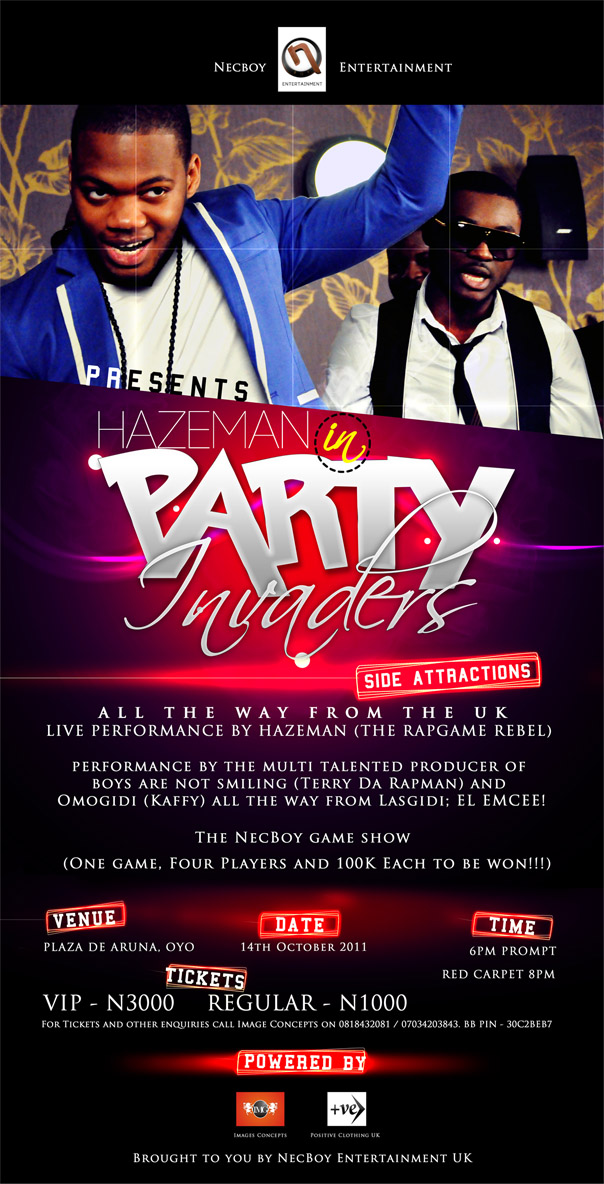 Necboy Entertainment
n
ENTERTAINMENT
PRESENTS
HAZEMAN in
PARTY
Invaders
SIDE ATTRACTIONS
ALL THE WAY FROM THE UK
LIVE PERFORMANCE BY HAZEMAN (THE RAPGAME REBEL)
PERFORMANCE BY THE MULTI TALENTED PRODUCER OF
BOYS ARE NOT SMILING (TERRY DA RAPMAN) AND
OMOGIDI (KAFFY) ALL THE WAY FROM LASGIDI; EL EMCEE!
THE NECBOY GAME SHOW
(ONE GAME, FOUR PLAYERS AND 100K EACH TO BE WON!!!)
VENUE
PLAZA DE ARUNA, OYO
DATE
14TH OCTOBER 2011
TIME
6PM PROMPT
RED CARPET 8PM
TICKETS
VIP - N3000 REGULAR - N1000
FOR TICKETS AND OTHER ENQUIRIES CALL IMAGE CONCEPTS ON 0818432081 / 07034203843. BB PIN - 30C2BEB7
POWERED BY
IMG
IMAGES CONCEPTS
+ve
POSITIVE CLOTHING UK
BROUGHT TO YOU BY NECBOY ENTERTAINMENT UK